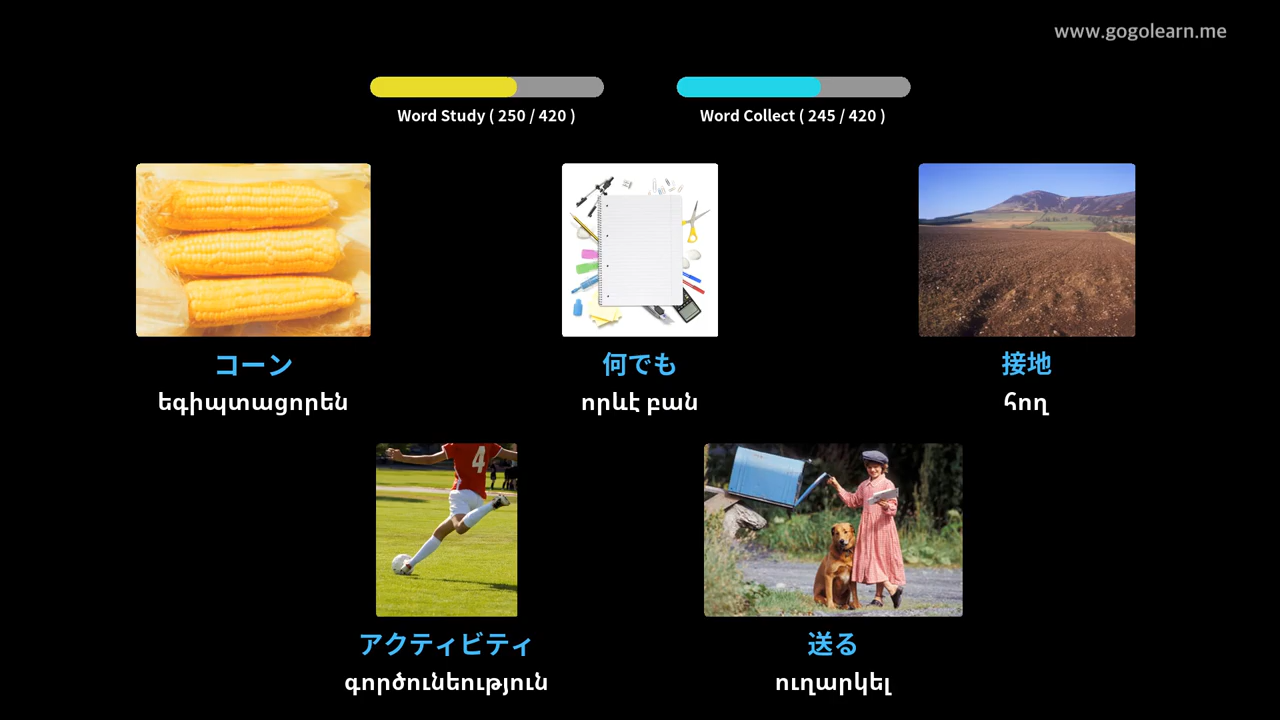 www.gogolearn.me
Word Study ( 250 / 420 )
Word Collect ( 245 / 420 )
コーン
եգիպտացորեն
何でも
որևէ բան
接地
հող
アクティビティ
գործունեություն
送る
ուղարկել
4